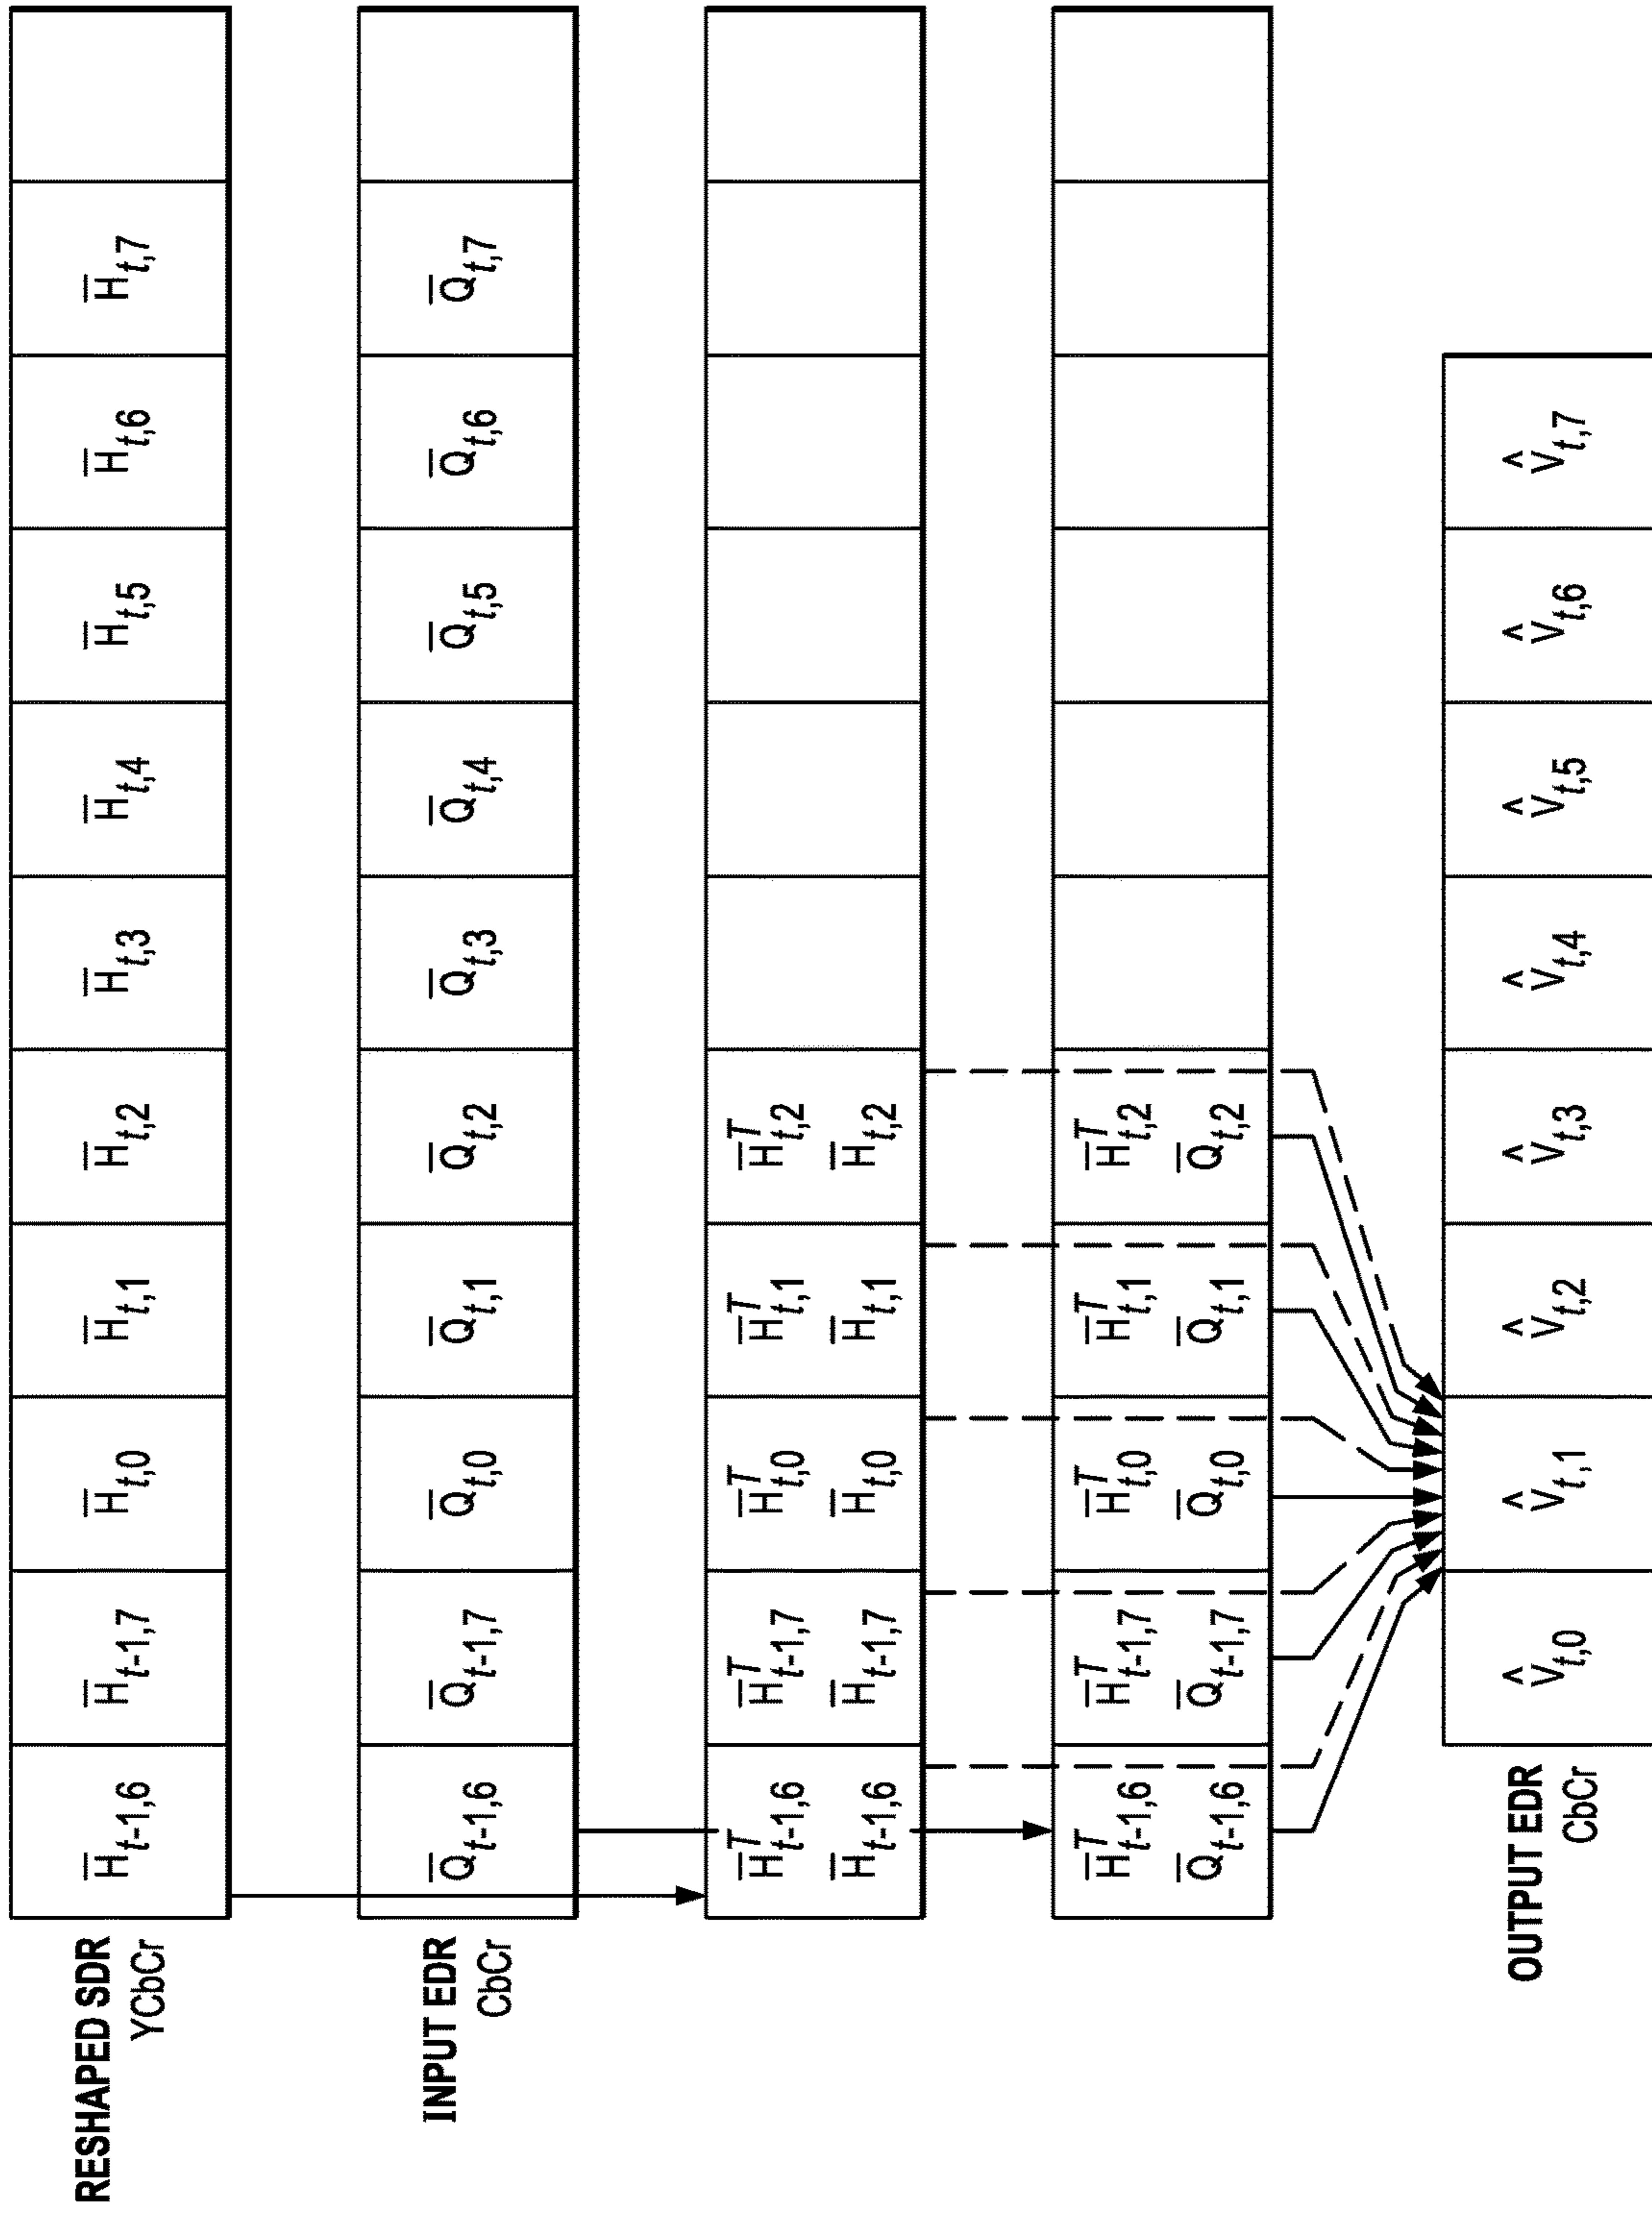 RESHAPED SDR
YCbCr
H̅t-1,6 H̅t-1,7 H̅t,0 H̅t,1 H̅t,2 H̅t,3 H̅t,4 H̅t,5 H̅t,6 H̅t,7
INPUT EDR
CbCr
Q̅t-1,6 Q̅t-1,7 Q̅t,0 Q̅t,1 Q̅t,2 Q̅t,3 Q̅t,4 Q̅t,5 Q̅t,6 Q̅t,7
H̅Tt-1,6 H̅Tt-1,7 H̅Tt,0 H̅Tt,1 H̅Tt,2
H̅t-1,6 H̅t-1,7 H̅t,0 H̅t,1 H̅t,2
H̅Tt-1,6 H̅Tt-1,7 H̅Tt,0 H̅Tt,1 H̅Tt,2
Q̅t-1,6 Q̅t-1,7 Q̅t,0 Q̅t,1 Q̅t,2
OUTPUT EDR
CbCr
V̂t,0 V̂t,1 V̂t,2 V̂t,3 V̂t,4 V̂t,5 V̂t,6 V̂t,7